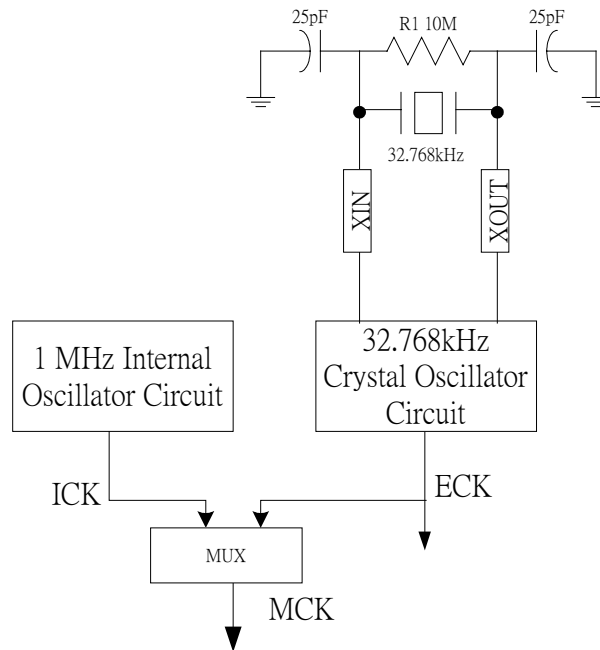 25pF
R1 10M
25pF
32.768kHz
XIN
XOUT
1 MHz Internal
Oscillator Circuit
32.768kHz
Crystal Oscillator
Circuit
ICK
ECK
MUX
MCK